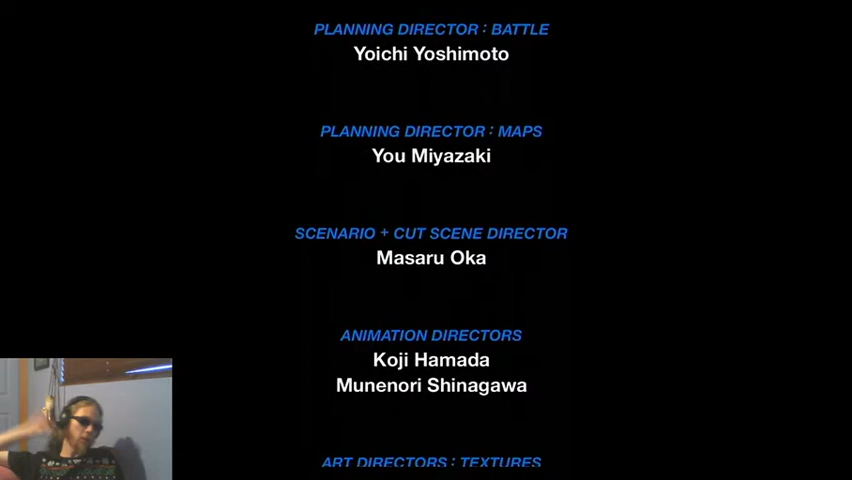 PLANNING DIRECTOR : BATTLE
Yoichi Yoshimoto
PLANNING DIRECTOR : MAPS
You Miyazaki
SCENARIO + CUT SCENE DIRECTOR
Masaru Oka
ANIMATION DIRECTORS
Koji Hamada
Munenori Shinagawa
ART DIRECTORS : TEXTURES